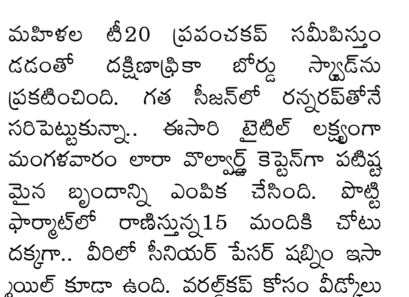 మహిళల టీ20 ప్రపంచకప్ సమీపిస్తుం
డడంతో దక్షిణాఫ్రికా బోర్డు స్క్వాడ్‌ను
ప్రకటించింది. గత సీజన్‌లో రన్నరప్‌తోనే
సరిపెట్టుకున్నా.. ఈసారి టైటిల్ లక్ష్యంగా
మంగళవారం లారా వొల్వార్డ్ట్ కెప్టెన్‌గా పటిష్ట
మైన బృందాన్ని ఎంపిక చేసింది. పొట్టి
ఫార్మాట్‌లో రాణిస్తున్న15 మందికి చోటు
దక్కగా.. వీరిలో సీనియర్ పేసర్ షబ్నిం ఇసా
్మయిల్ కూడా ఉంది. వరల్డ్‌కప్ కోసం వీడ్కోలు